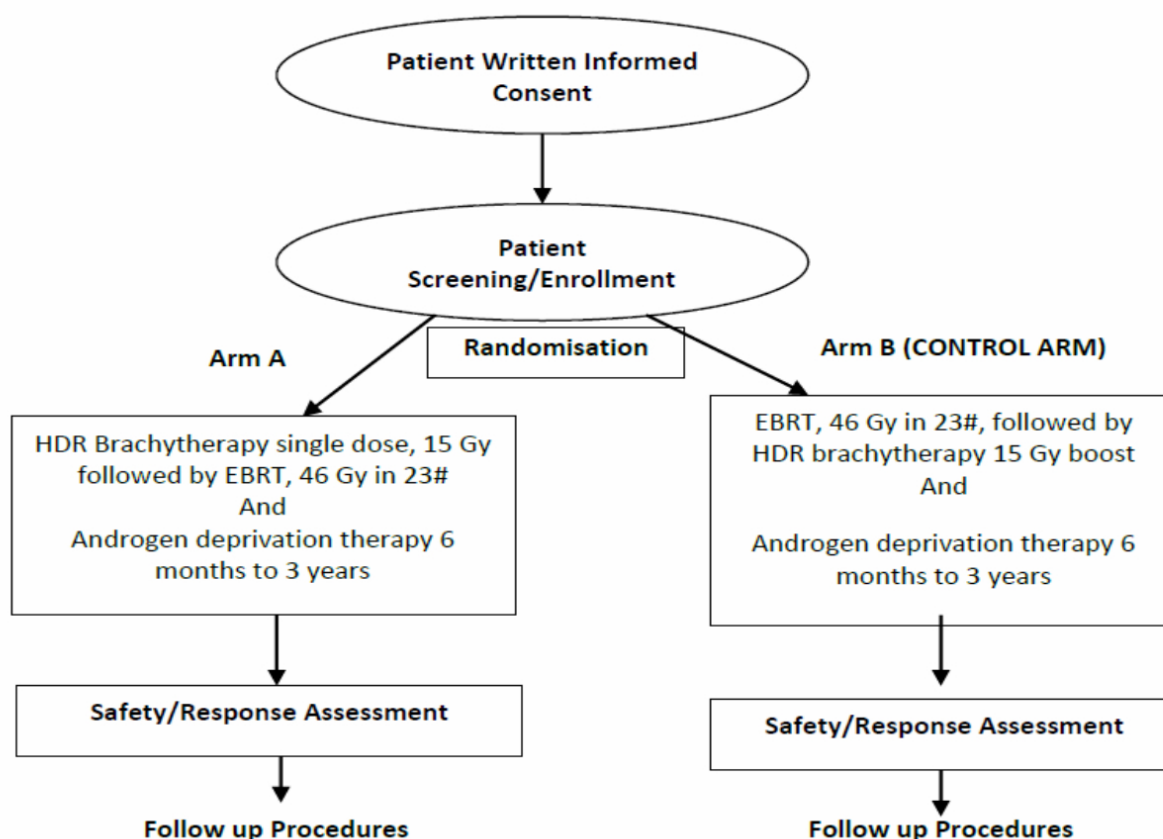 Patient Written Informed
Consent
Patient
Screening/Enrollment
Randomisation
Arm A
Arm B (CONTROL ARM)
HDR Brachytherapy single dose, 15 Gy
followed by EBRT, 46 Gy in 23#
And
Androgen deprivation therapy 6
months to 3 years
EBRT, 46 Gy in 23#, followed by
HDR brachytherapy 15 Gy boost
And
Androgen deprivation therapy 6
months to 3 years
Safety/Response Assessment
Safety/Response Assessment
Follow up Procedures
Follow up Procedures